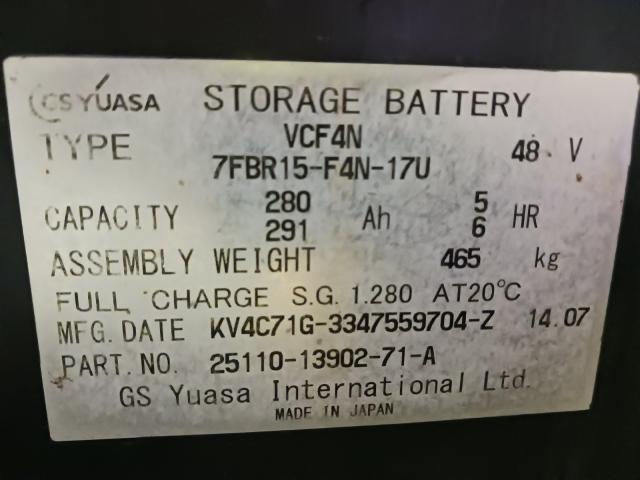 GS YUASA STORAGE BATTERY
TYPE VCF4N 48 V
7FBR15-F4N-17U
CAPACITY 280 Ah 5 HR
291 6
ASSEMBLY WEIGHT 465 kg
FULL CHARGE S.G. 1.280 AT20℃
MFG. DATE KV4C71G-3347559704-Z 14.07
PART. NO. 25110-13902-71-A
GS Yuasa International Ltd.
MADE IN JAPAN